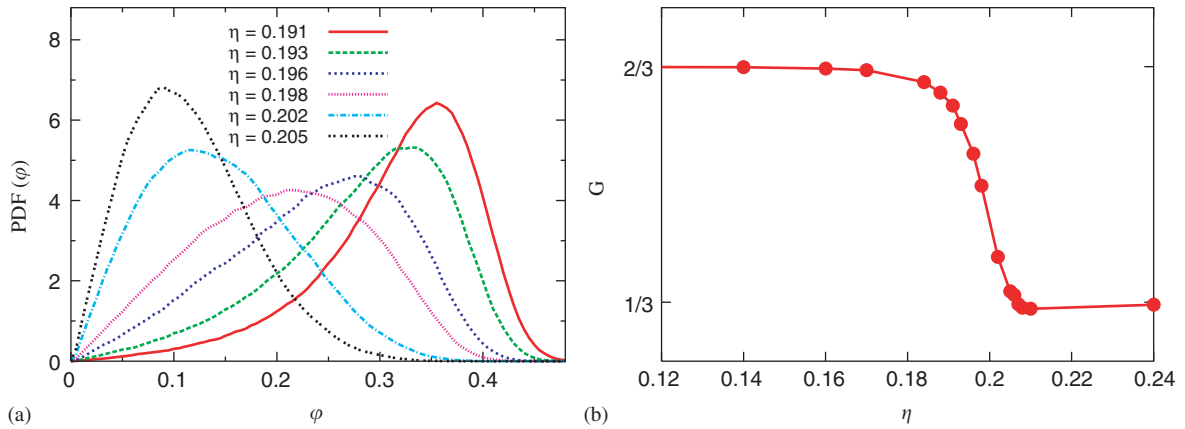 8
6
4
2
0
PDF (φ)
η = 0.191
η = 0.193
η = 0.196
η = 0.198
η = 0.202
η = 0.205
0 0.1 0.2 0.3 0.4
(a) φ
2/3
1/3
G
0.12 0.14 0.16 0.18 0.2 0.22 0.24
(b) η